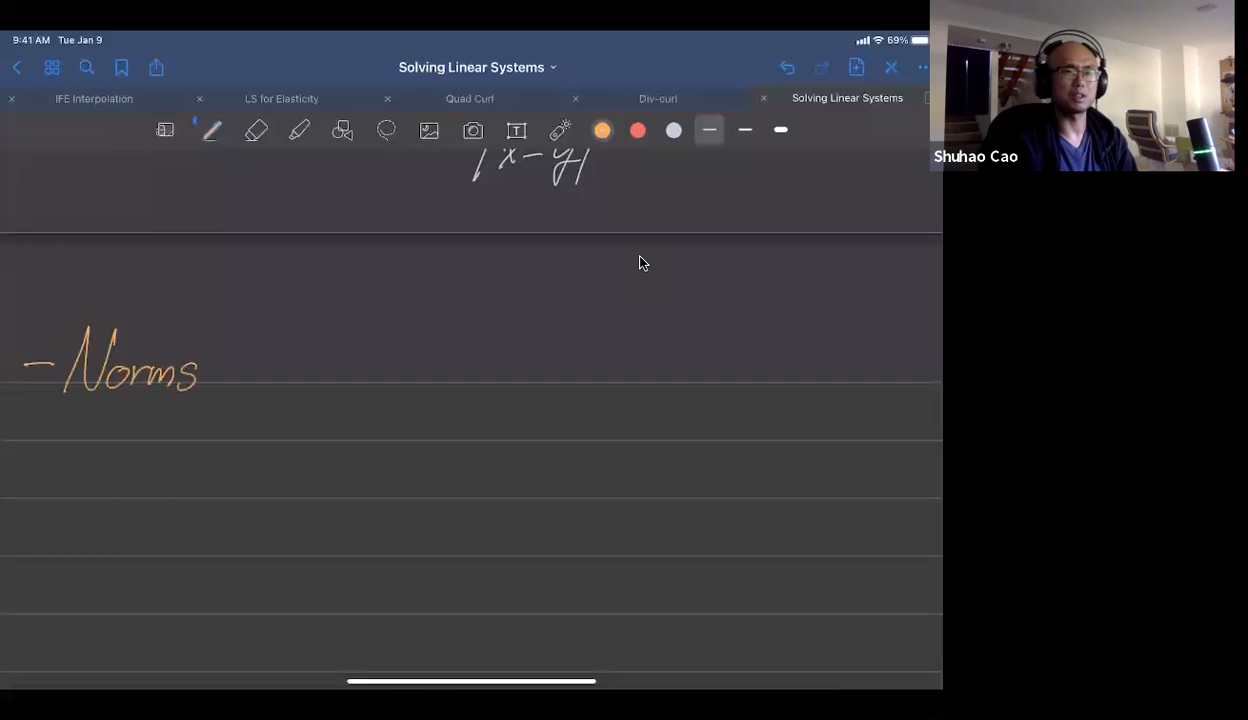 9:41 AM Tue Jan 9
69%
Solving Linear Systems
IFE Interpolation
LS for Elasticity
Quad Curl
Div-curl
Solving Linear Systems
|x-y|
- Norms
Shuhao Cao